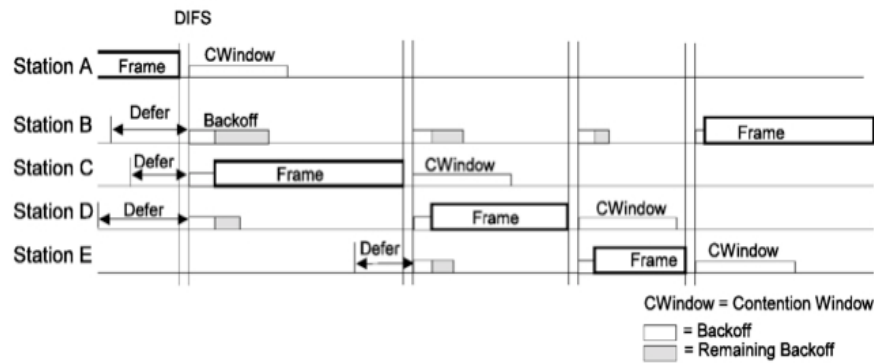 DIFS
Station A Frame CWindow
Station B Defer Backoff Frame
Station C Defer Frame CWindow
Station D Defer Frame CWindow
Station E Defer Frame CWindow
CWindow = Contention Window
= Backoff
= Remaining Backoff